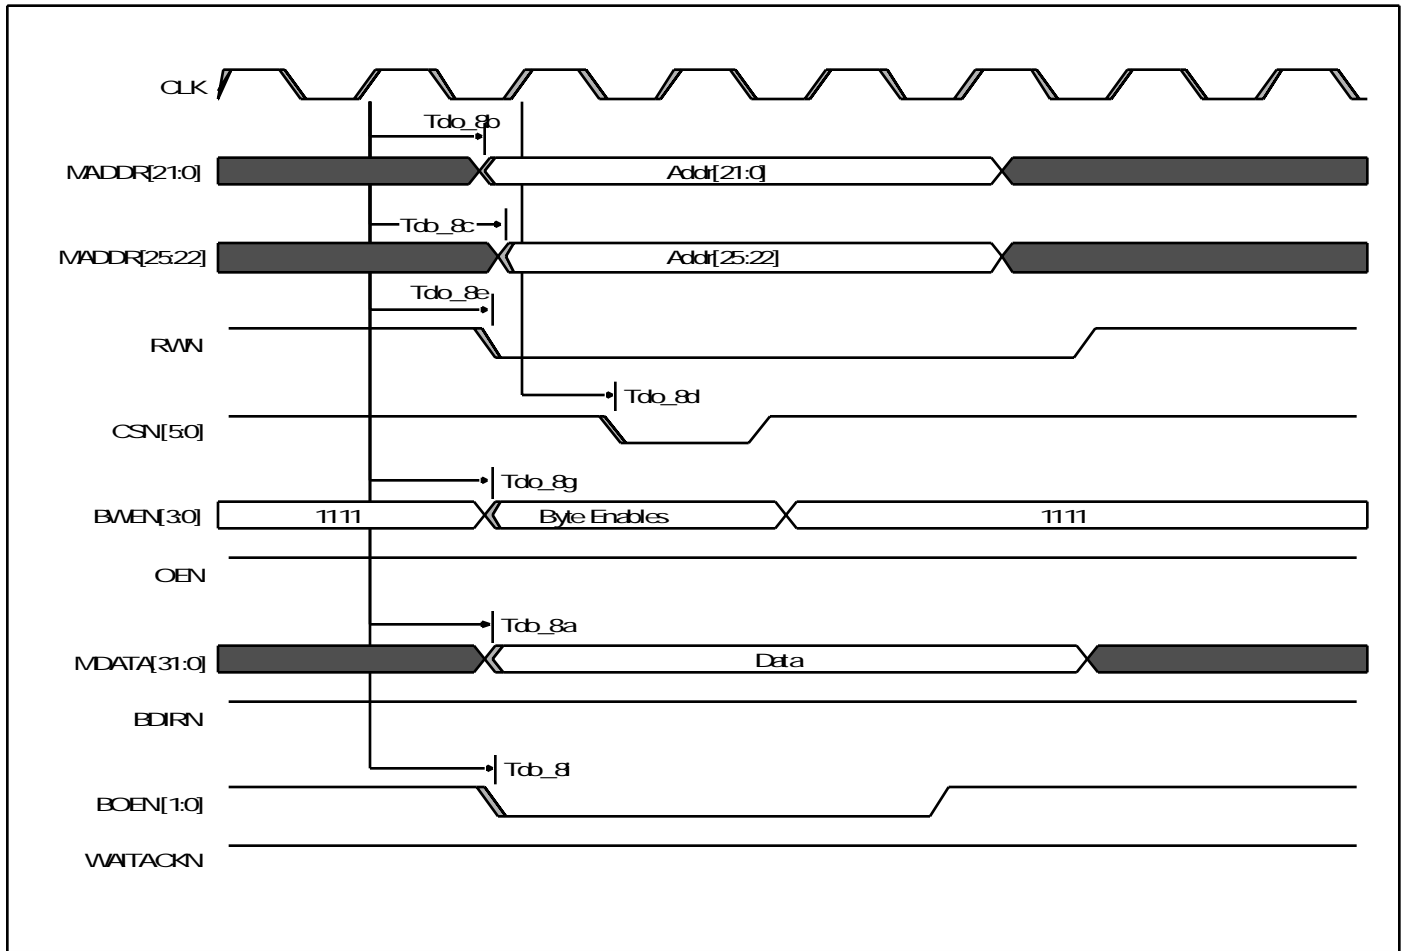 CLK
Tdo_8b
MADDR[21:0]
Addr[21:0]
Tdo_8c
MADDR[25:22]
Addr[25:22]
Tdo_8e
RWN
Tdo_8d
CSN[5:0]
Tdo_8g
BWEN[3:0] 1111 Byte Enables 1111
OEN
Tdo_8a
MDATA[31:0] Data
BDIRN
Tdo_8i
BOEN[1:0]
WAITACKN